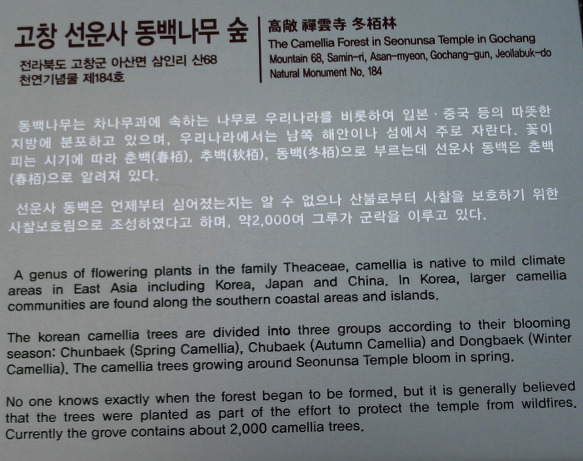 고창 선운사 동백나무 숲
전라북도 고창군 아산면 삼인리 산68
천연기념물 제184호
高敞 禪雲寺 冬栢林
The Camellia Forest in Seonunsa Temple in Gochang
Mountain 68, Samin-ri, Asan-myeon, Gochang-gun, Jeollabuk-do
Natural Monument No. 184
동백나무는 차나무과에 속하는 나무로 우리나라를 비롯하여 일본·중국 등의 따뜻한
지방에 분포하고 있으며, 우리나라에서는 남쪽 해안이나 섬에서 주로 자란다. 꽃이
피는 시기에 따라 춘백(春栢), 추백(秋栢), 동백(冬栢)으로 부르는데 선운사 동백은 춘백
(春栢)으로 알려져 있다.
선운사 동백은 언제부터 심어졌는지는 알 수 없으나 산불로부터 사찰을 보호하기 위한
사찰보호림으로 조성하였다고 하며, 약2,000여 그루가 군락을 이루고 있다.
A genus of flowering plants in the family Theaceae, camellia is native to mild climate
areas in East Asia including Korea, Japan and China. In Korea, larger camellia
communities are found along the southern coastal areas and islands.
The korean camellia trees are divided into three groups according to their blooming
season: Chunbaek (Spring Camellia), Chubaek (Autumn Camellia) and Dongbaek (Winter
Camellia). The camellia trees growing around Seonunsa Temple bloom in spring.
No one knows exactly when the forest began to be formed, but it is generally believed
that the trees were planted as part of the effort to protect the temple from wildfires.
Currently the grove contains about 2,000 camellia trees.